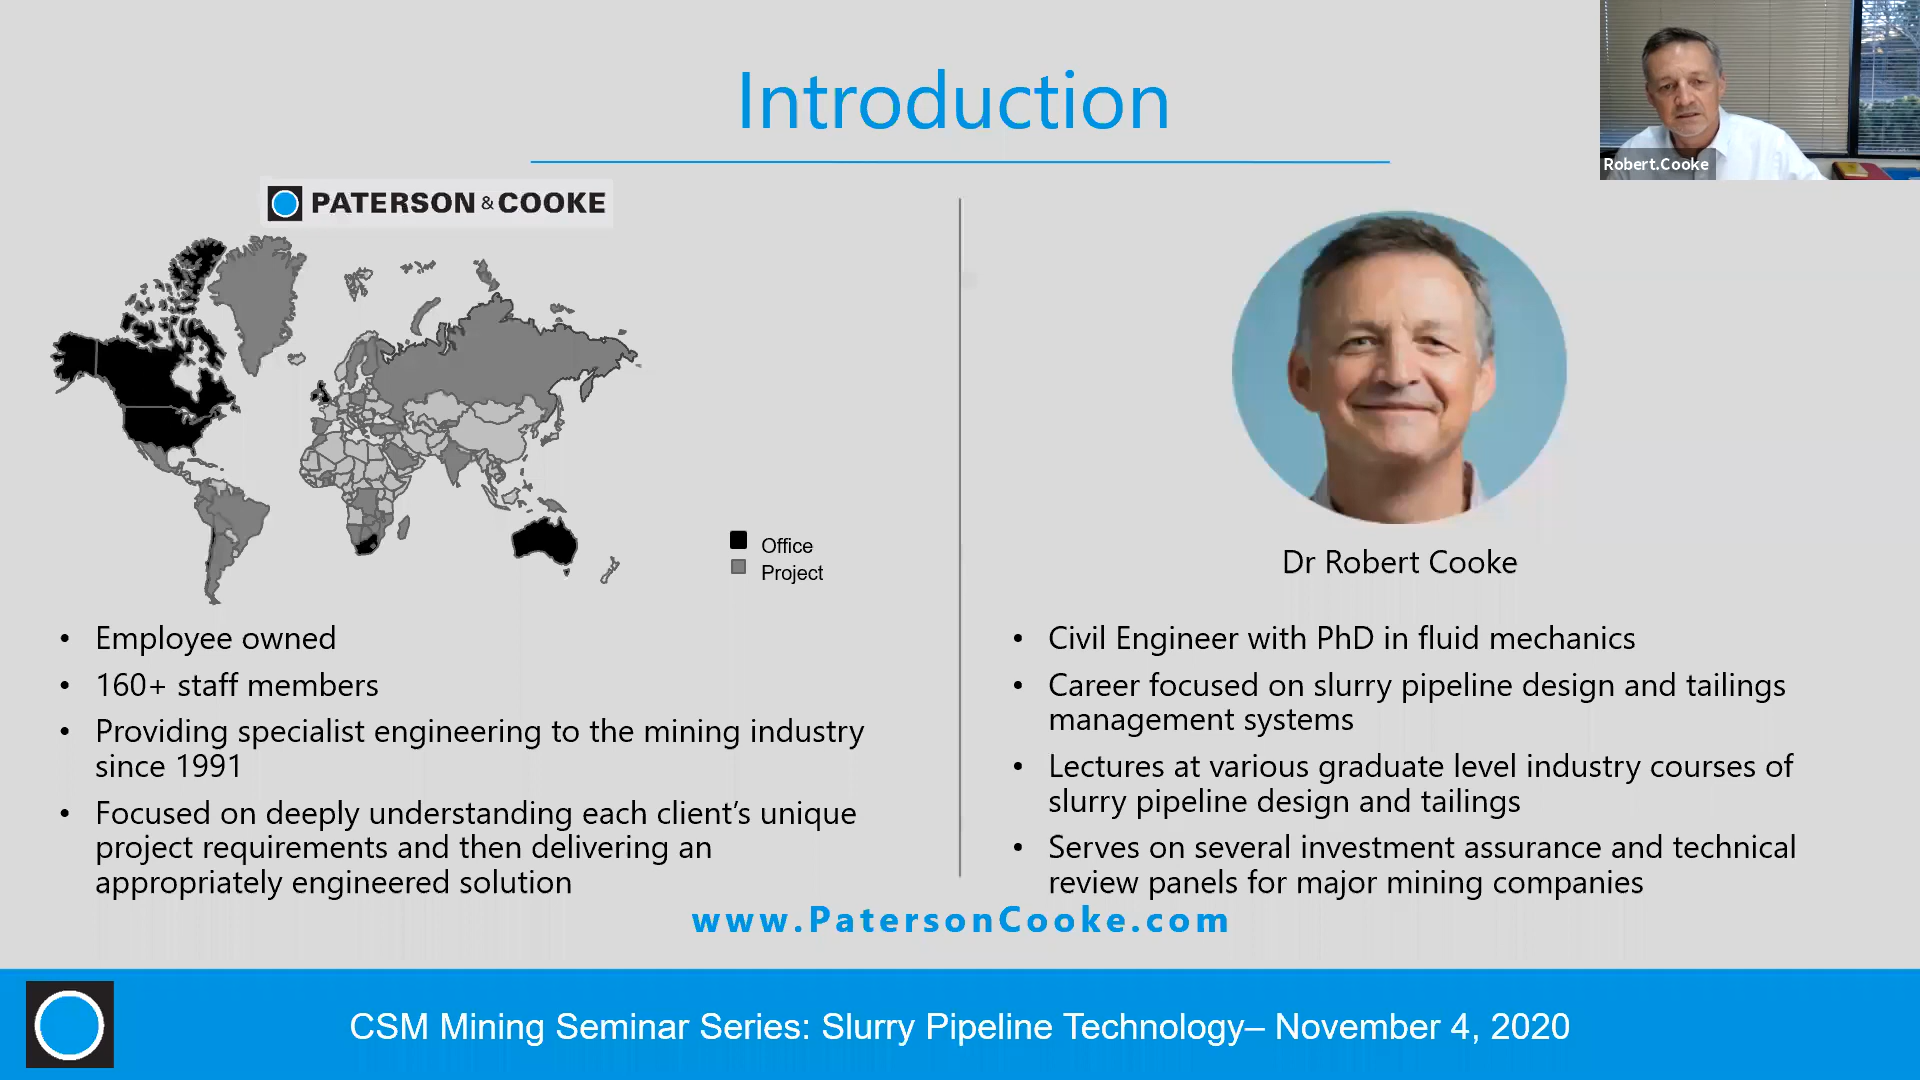 Introduction
Robert.Cooke
PATERSON & COOKE
Office
Project
• Employee owned
• 160+ staff members
• Providing specialist engineering to the mining industry
since 1991
• Focused on deeply understanding each client’s unique
project requirements and then delivering an
appropriately engineered solution
Dr Robert Cooke
• Civil Engineer with PhD in fluid mechanics
• Career focused on slurry pipeline design and tailings
management systems
• Lectures at various graduate level industry courses of
slurry pipeline design and tailings
• Serves on several investment assurance and technical
review panels for major mining companies
www.PatersonCooke.com
CSM Mining Seminar Series: Slurry Pipeline Technology– November 4, 2020